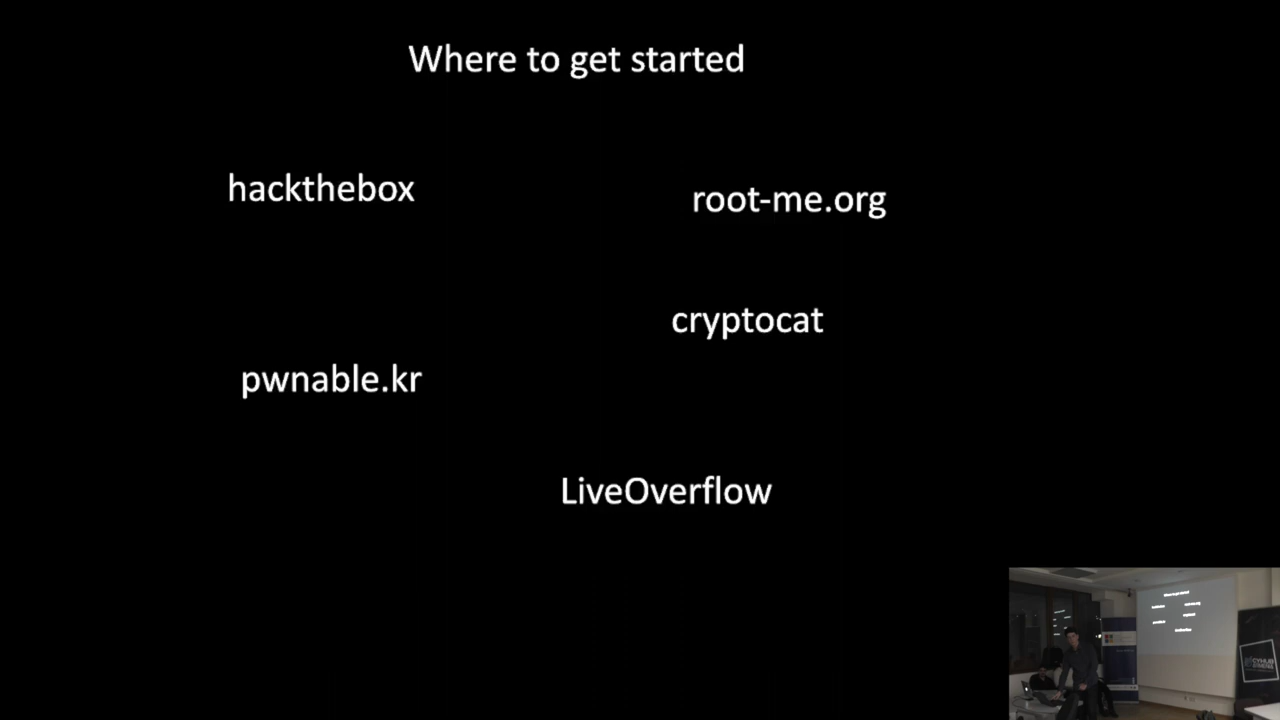 Where to get started
hackthebox
root-me.org
cryptocat
pwnable.kr
LiveOverflow